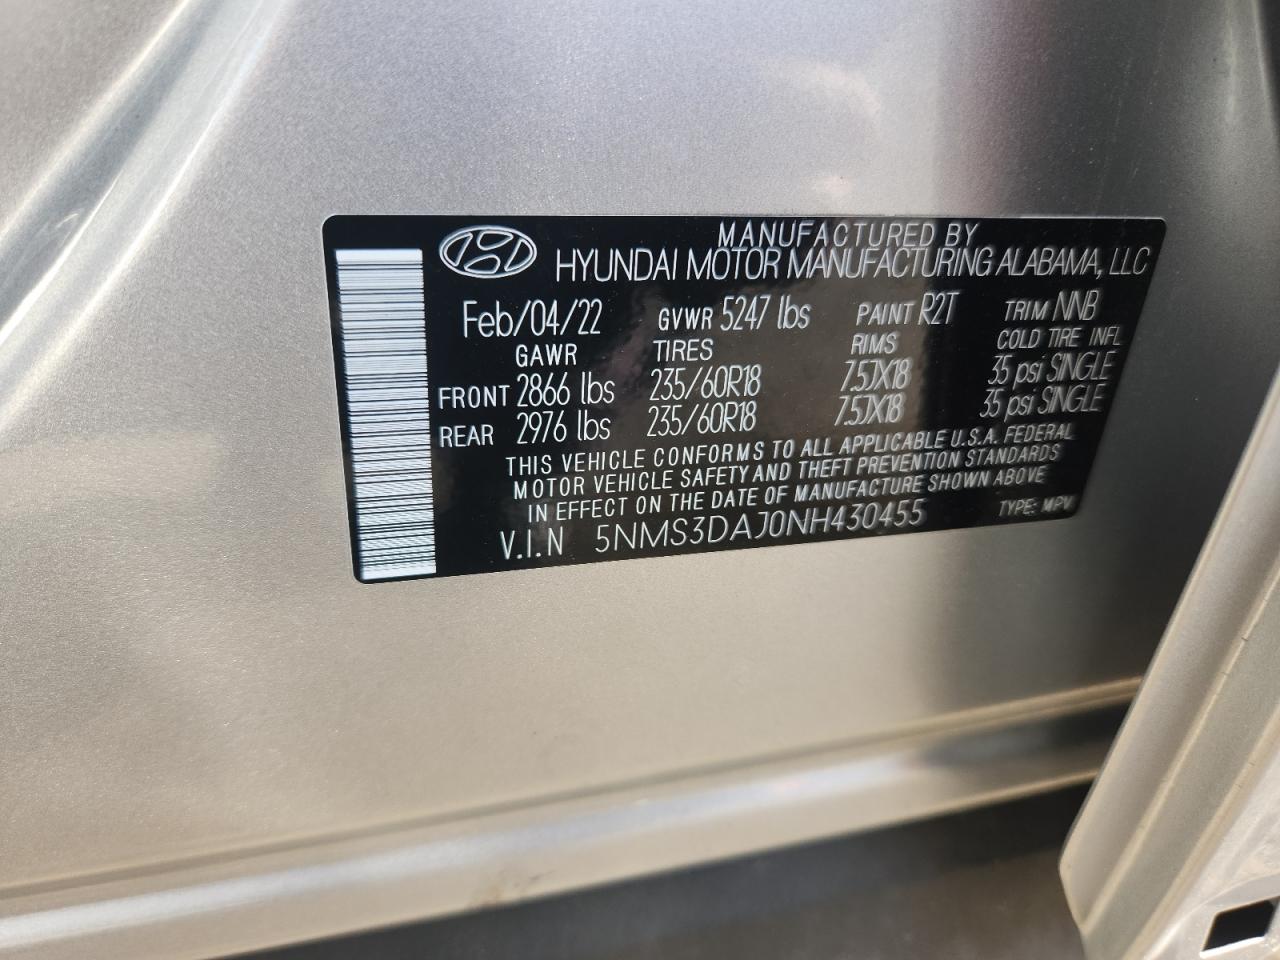 MANUFACTURED BY
HYUNDAI MOTOR MANUFACTURING ALABAMA, LLC
Feb/04/22 GVWR 5247 lbs PAINT R2T TRIM NNB
GAWR TIRES RIMS COLD TIRE INFL
FRONT 2866 lbs 235/60R18 7.5JX18 35 psi SINGLE
REAR 2976 lbs 235/60R18 7.5JX18 35 psi SINGLE
THIS VEHICLE CONFORMS TO ALL APPLICABLE U.S.A. FEDERAL
MOTOR VEHICLE SAFETY AND THEFT PREVENTION STANDARDS
IN EFFECT ON THE DATE OF MANUFACTURE SHOWN ABOVE
V.I.N 5NMS3DAJ0NH430455 TYPE: MPV